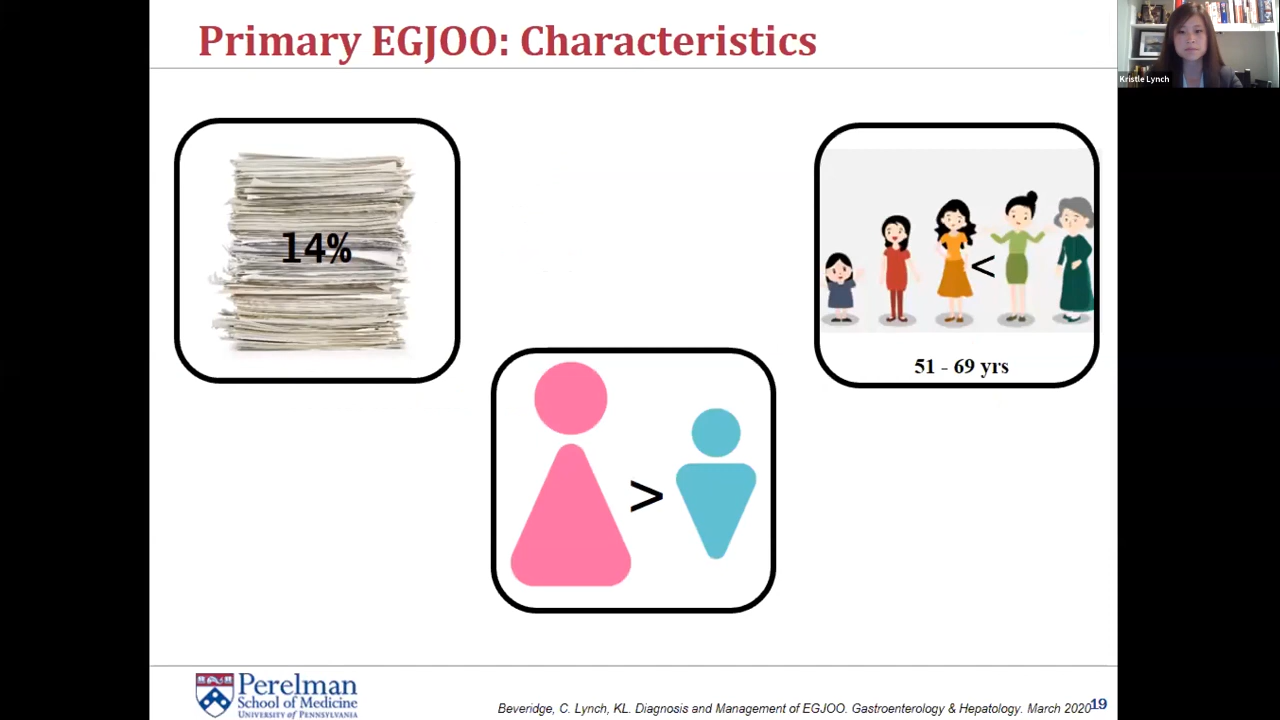 Primary EGJOO: Characteristics
Kristle Lynch
14%
<
51 - 69 yrs
>
Perelman
School of Medicine
UNIVERSITY of PENNSYLVANIA
Beveridge, C. Lynch, KL. Diagnosis and Management of EGJOO. Gastroenterology & Hepatology. March 2020
19